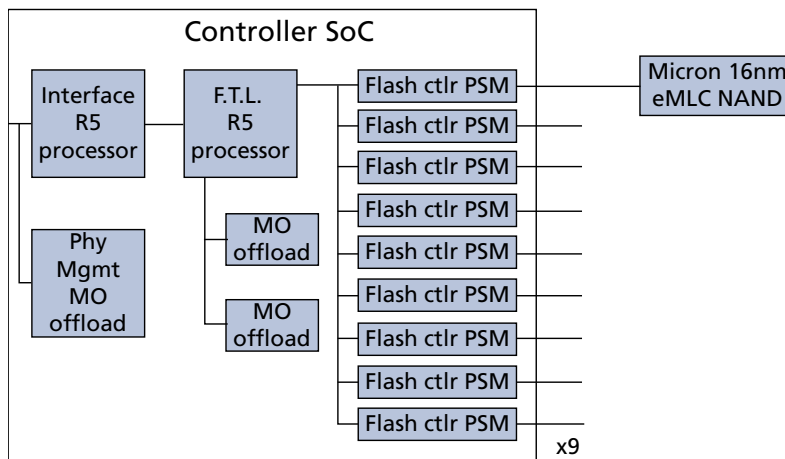 Controller SoC
Interface
R5
processor
F.T.L.
R5
processor
Flash ctlr PSM
Micron 16nm
eMLC NAND
Flash ctlr PSM
Flash ctlr PSM
Flash ctlr PSM
Flash ctlr PSM
Flash ctlr PSM
Flash ctlr PSM
Flash ctlr PSM
Flash ctlr PSM
Phy
Mgmt
MO
offload
MO
offload
MO
offload
x9